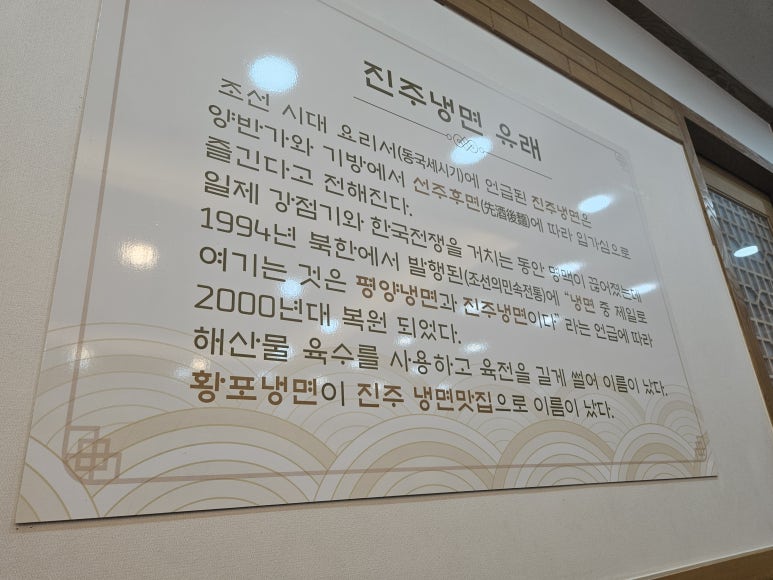 진주냉면 유래
조선 시대 요리서(동국세시기)에 언급된 진주냉면은
양반가와 기방에서 선주후면(先酒後麵)에 따라 입가심으로
즐긴다고 전해진다.
일제 강점기와 한국전쟁을 거치는 동안 명맥이 끊어졌는데
1994년 북한에서 발행된(조선의민속전통)에 "냉면 중 제일로
여기는 것은 평양냉면과 진주냉면이다" 라는 언급에 따라
2000년대 복원 되었다.
해산물 육수를 사용하고 육전을 길게 썰어 이름이 났다.
황포냉면이 진주 냉면맛집으로 이름이 났다.